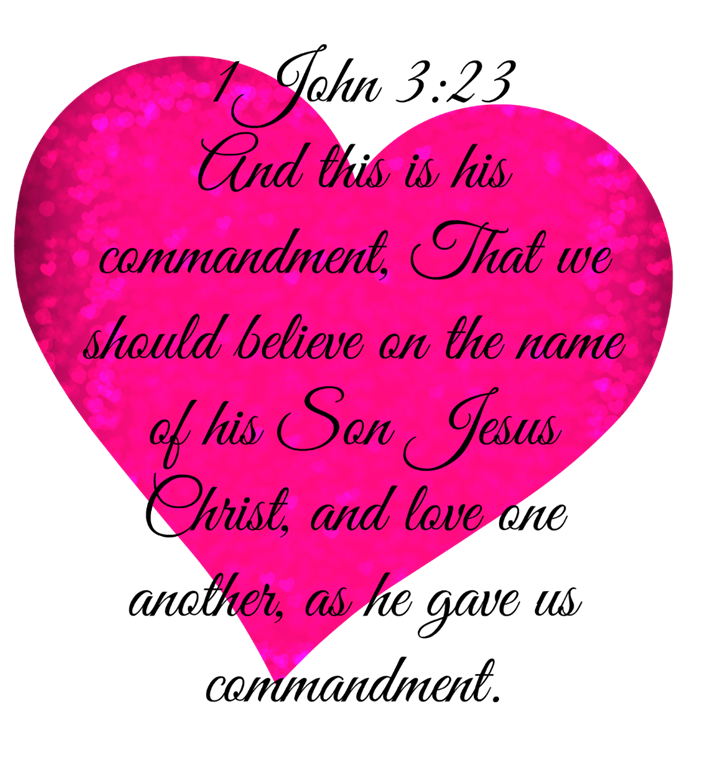 1 John 3:23
And this is his
commandment, That we
should believe on the name
of his Son Jesus
Christ, and love one
another, as he gave us
commandment.